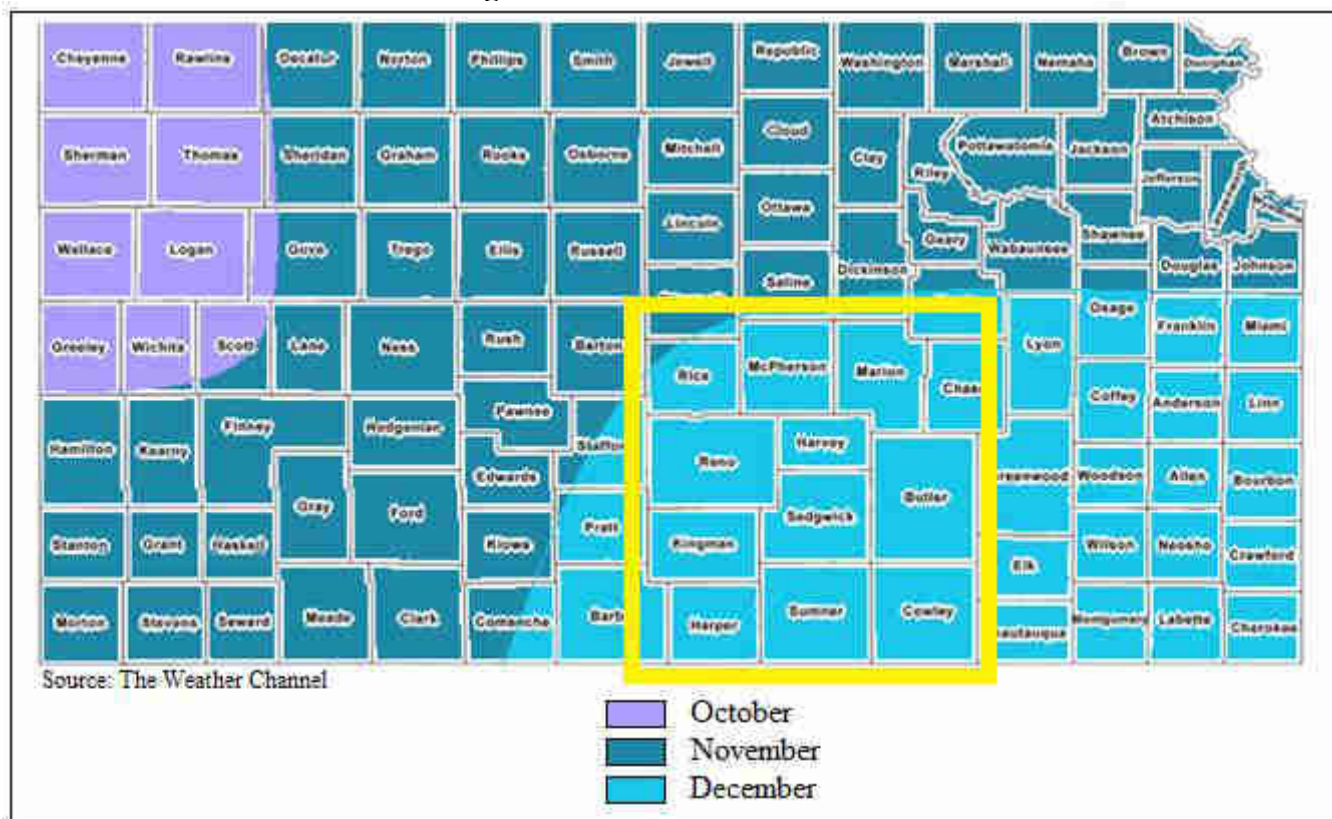 Cheyenne Rawlins Decatur Norton Phillips Smith Jewell Republic Washington Marshall Nemaha Brown Doniphan
Atchison
Sherman Thomas Sheridan Graham Rooks Osborne Mitchell Cloud Clay Riley Pottawatomie Jackson
Jefferson
Wallace Logan Gove Trego Ellis Russell Lincoln Ottawa Geary Wabaunsee Shawnee
Saline Dickinson Douglas Johnson
Greeley Wichita Scott Lane Ness Rush Barton Rice McPherson Marion Chase Lyon Osage Franklin Miami
Hamilton Kearny Finney Hodgeman Pawnee Stafford Reno Harvey Coffey Anderson Linn
Edwards Butler Greenwood Woodson Allen Bourbon
Stanton Grant Haskell Gray Ford Kiowa Pratt Kingman Sedgwick Elk Wilson Neosho Crawford
Morton Stevens Seward Meade Clark Comanche Barb Harper Sumner Cowley autauqua Montgomery Labette Cherokee
Source: The Weather Channel
October
November
December